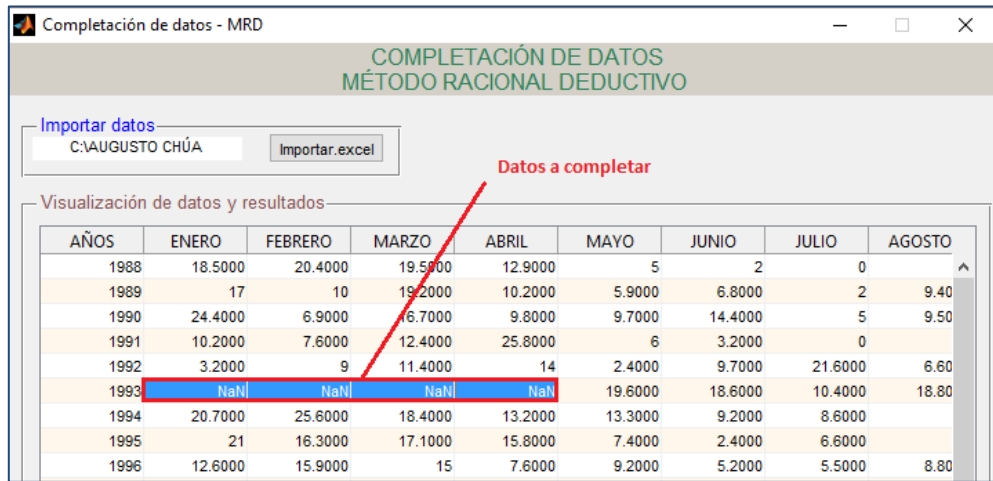 Completación de datos - MRD
COMPLETACIÓN DE DATOS
MÉTODO RACIONAL DEDUCTIVO
Importar datos
C:\AUGUSTO CHÚA Importar.excel
Datos a completar
Visualización de datos y resultados
AÑOS ENERO FEBRERO MARZO ABRIL MAYO JUNIO JULIO AGOSTO
1988 18.5000 20.4000 19.5000 12.9000 5 2 0
1989 17 10 19.2000 10.2000 5.9000 6.8000 2 9.40
1990 24.4000 6.9000 16.7000 9.8000 9.7000 14.4000 5 9.50
1991 10.2000 7.6000 12.4000 25.8000 6 3.2000 0
1992 3.2000 9 11.4000 14 2.4000 9.7000 21.6000 6.60
1993 NaN NaN NaN NaN 19.6000 18.6000 10.4000 18.80
1994 20.7000 25.6000 18.4000 13.2000 13.3000 9.2000 8.6000
1995 21 16.3000 17.1000 15.8000 7.4000 2.4000 6.6000
1996 12.6000 15.9000 15 7.6000 9.2000 5.2000 5.5000 8.80